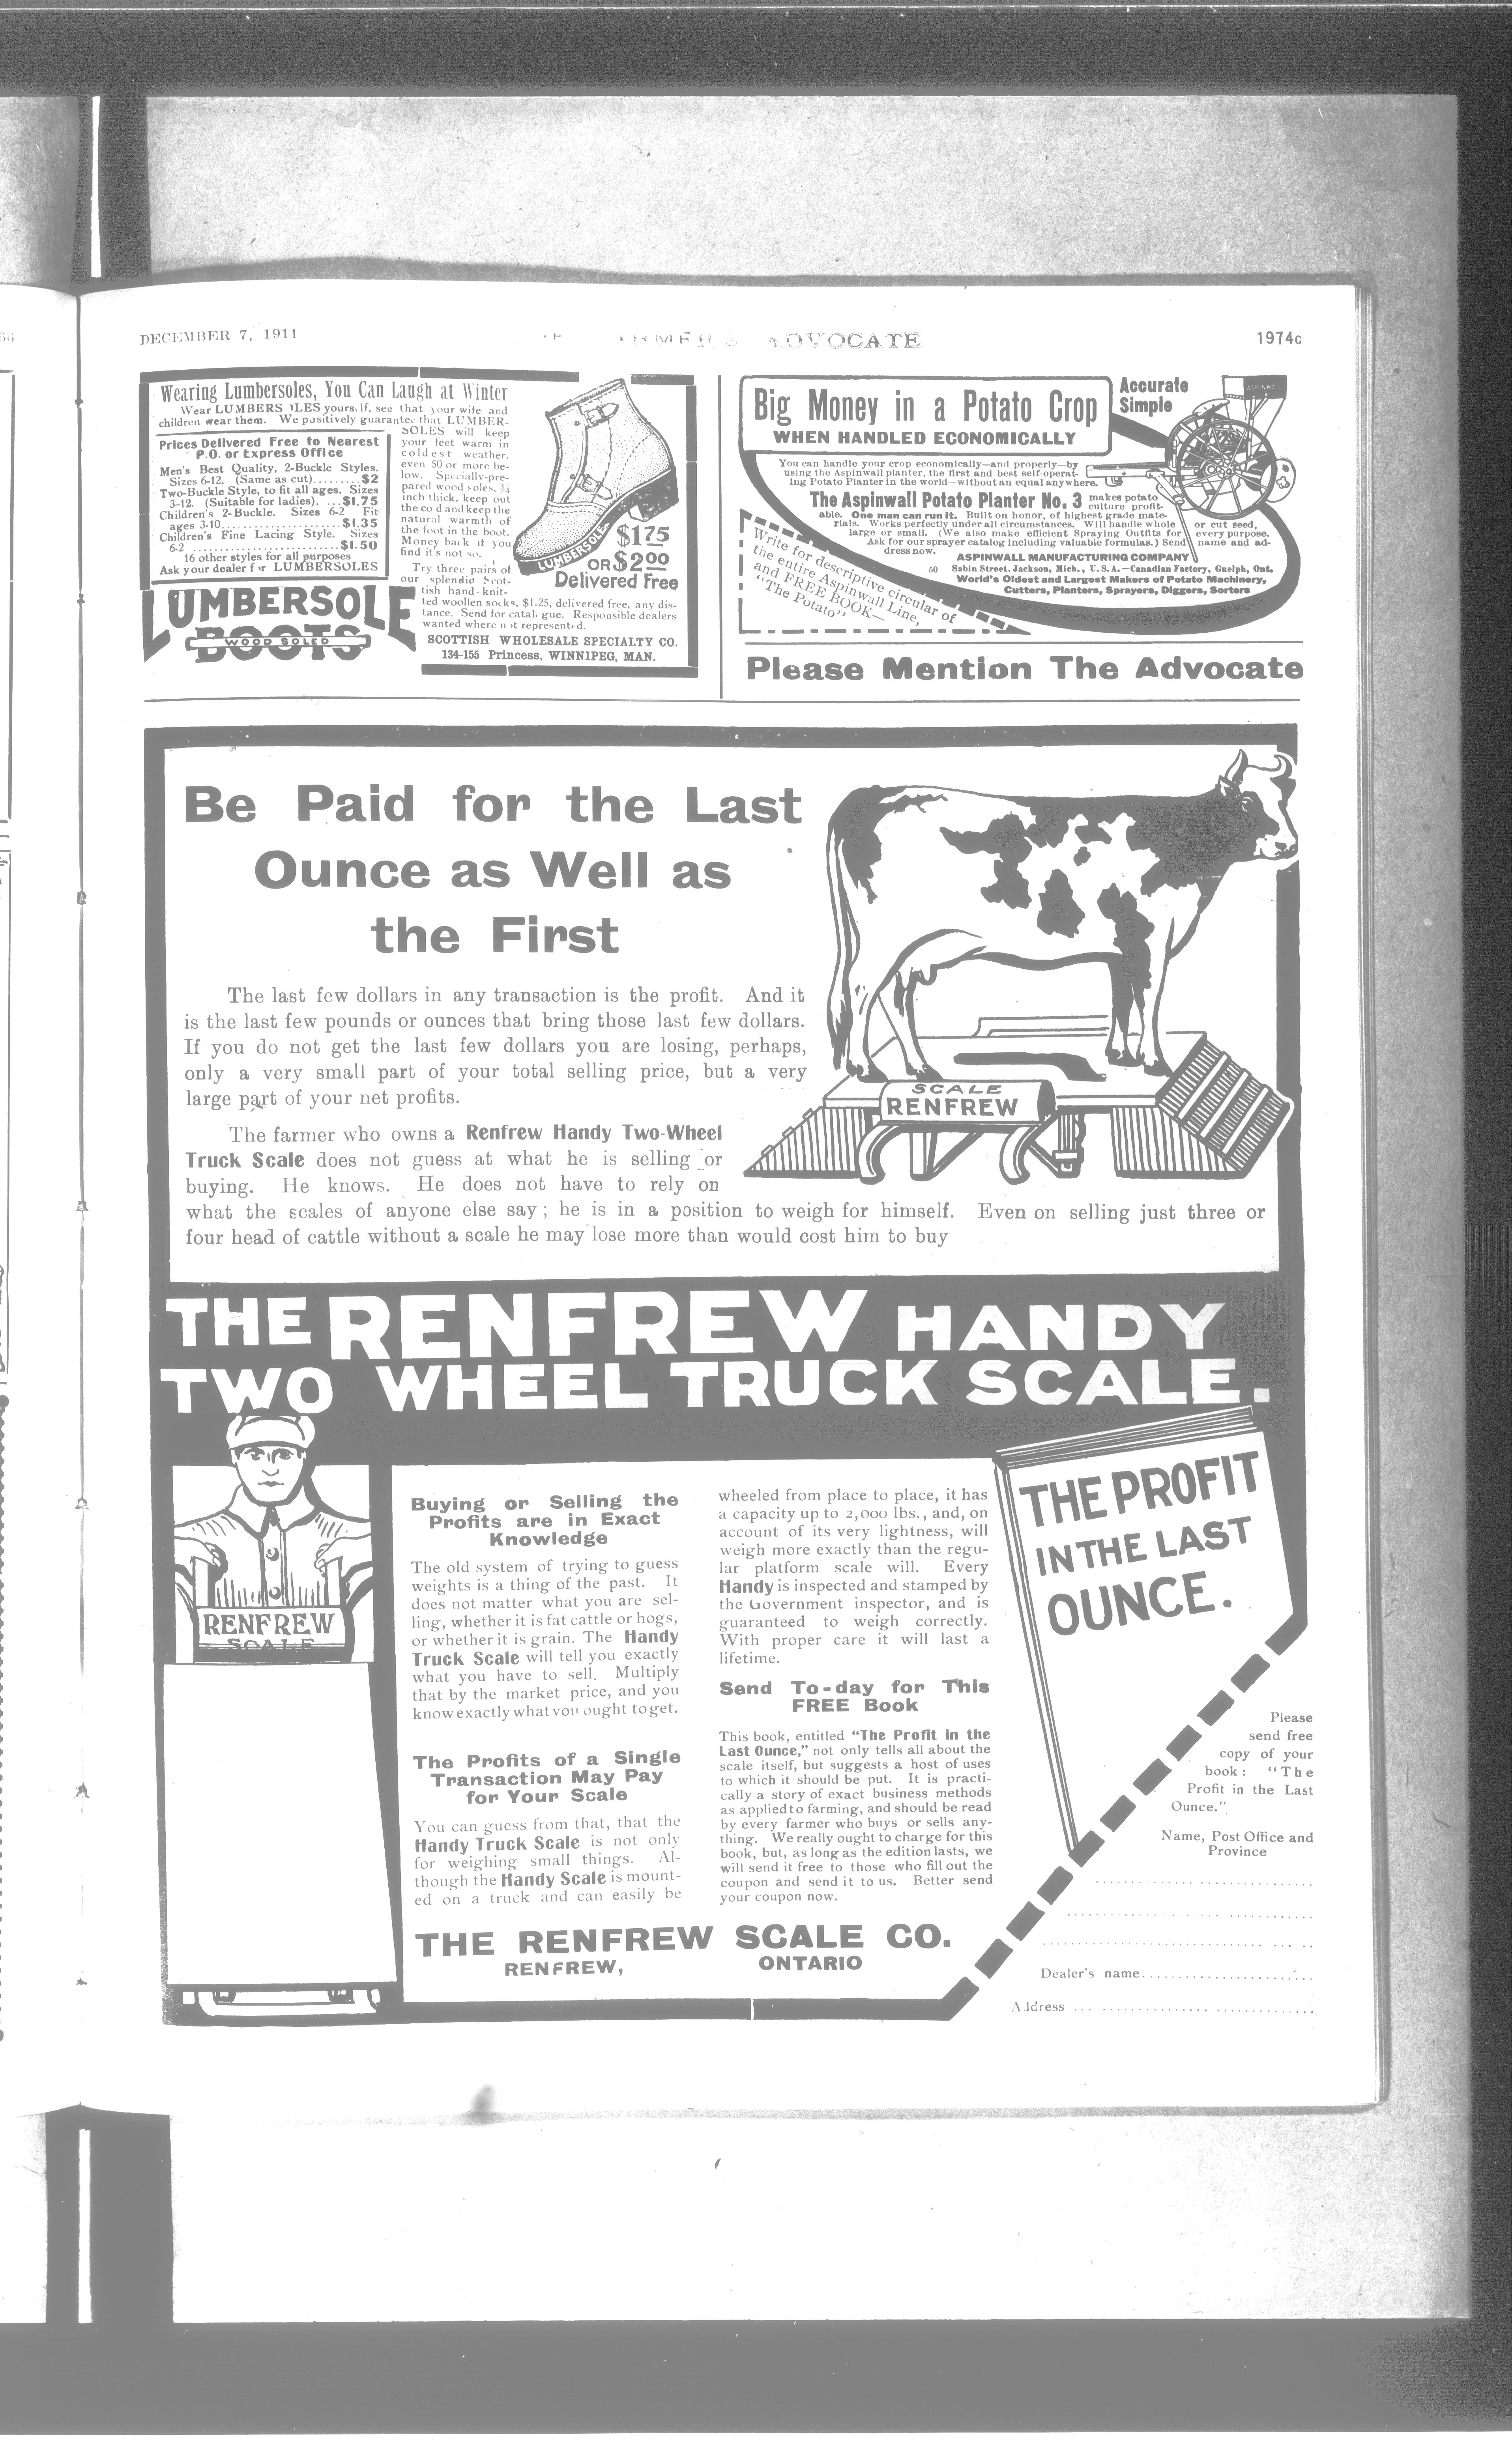 DECEMBER 7, 1911
ADVOCATE
1974c
Wearing Lumbersoles, You Can Laugh at Winter
Wear LUMBERS LES yourself, see that your wife and
children wear them. We positively guarantee that LUMBER-
SOLES will keep
your feet warm in
coldest weather,
even 50 or more be-
low. Specially-pre-
pared wood soles, ¾
inch thick, keep out
the co d and keep the
natural warmth of
the foot in the boot.
Money back if you
find it's not so.
Try three pairs of
our splendid Scot-
tish hand-knit-
ted woollen socks, $1.25, delivered free, any dis-
tance. Send for catal gue. Responsible dealers
wanted where n t represented.
SCOTTISH WHOLESALE SPECIALTY CO.
134-155 Princess, WINNIPEG, MAN.
Prices Delivered Free to Nearest
P.O. or Express Office
Men's Best Quality, 2-Buckle Styles.
Sizes 6-12. (Same as cut).........$2
Two-Buckle Style, to fit all ages. Sizes
3-12. (Suitable for ladies). ...$1.75
Children's 2-Buckle. Sizes 6-2 Fit
ages 3-10.....................$1.35
Children's Fine Lacing Style. Sizes
6-2 .........................$1.50
16 other styles for all purposes
Ask your dealer f r LUMBERSOLES
LUMBERSOLE
WOOD SOLED
BOOTS
LUMBERSOLE
$1.75
OR $2.00
Delivered Free
Big Money in a Potato Crop
WHEN HANDLED ECONOMICALLY
Accurate
Simple
You can handle your crop economically—and properly—by
using the Aspinwall planter, the first and best self-operat-
ing Potato Planter in the world—without an equal anywhere.
The Aspinwall Potato Planter No. 3 makes potato
culture profit-
able. One man can run it. Built on honor, of highest grade mate-
rials. Works perfectly under all circumstances. Will handle whole or cut seed,
large or small. (We also make efficient Spraying Outfits for every purpose.
Ask for our sprayer catalog including valuable formulas.) Send name and ad-
dress now.
ASPINWALL MANUFACTURING COMPANY
50 Sabin Street, Jackson, Mich., U.S.A.—Canadian Factory, Guelph, Ont.
World's Oldest and Largest Makers of Potato Machinery,
Cutters, Planters, Sprayers, Diggers, Sorters
Write for descriptive circular of
the entire Aspinwall Line,
and FREE BOOK—
"The Potato"
Please Mention The Advocate
Be Paid for the Last
Ounce as Well as
the First
The last few dollars in any transaction is the profit. And it
is the last few pounds or ounces that bring those last few dollars.
If you do not get the last few dollars you are losing, perhaps,
only a very small part of your total selling price, but a very
large part of your net profits.
The farmer who owns a Renfrew Handy Two-Wheel
Truck Scale does not guess at what he is selling or
buying. He knows. He does not have to rely on
what the scales of anyone else say; he is in a position to weigh for himself. Even on selling just three or
four head of cattle without a scale he may lose more than would cost him to buy
SCALE
RENFREW
THE RENFREW HANDY
TWO WHEEL TRUCK SCALE.
RENFREW
SCALE
Buying or Selling the
Profits are in Exact
Knowledge
The old system of trying to guess
weights is a thing of the past. It
does not matter what you are sel-
ling, whether it is fat cattle or hogs,
or whether it is grain. The Handy
Truck Scale will tell you exactly
what you have to sell. Multiply
that by the market price, and you
know exactly what you ought to get.
The Profits of a Single
Transaction May Pay
for Your Scale
You can guess from that, that the
Handy Truck Scale is not only
for weighing small things. Al-
though the Handy Scale is mount-
ed on a truck and can easily be
wheeled from place to place, it has
a capacity up to 2,000 lbs., and, on
account of its very lightness, will
weigh more exactly than the regu-
lar platform scale will. Every
Handy is inspected and stamped by
the Government inspector, and is
guaranteed to weigh correctly.
With proper care it will last a
lifetime.
Send To-day for This
FREE Book
This book, entitled "The Profit in the
Last Ounce," not only tells all about the
scale itself, but suggests a host of uses
to which it should be put. It is practi-
cally a story of exact business methods
as applied to farming, and should be read
by every farmer who buys or sells any-
thing. We really ought to charge for this
book, but, as long as the edition lasts, we
will send it free to those who fill out the
coupon and send it to us. Better send
your coupon now.
THE RENFREW SCALE CO.
RENFREW, ONTARIO
THE PROFIT
IN THE LAST
OUNCE.
Please
send free
copy of your
book: "The
Profit in the Last
Ounce."
Name, Post Office and
Province
Dealer's name........................
Address ... ............... ..............